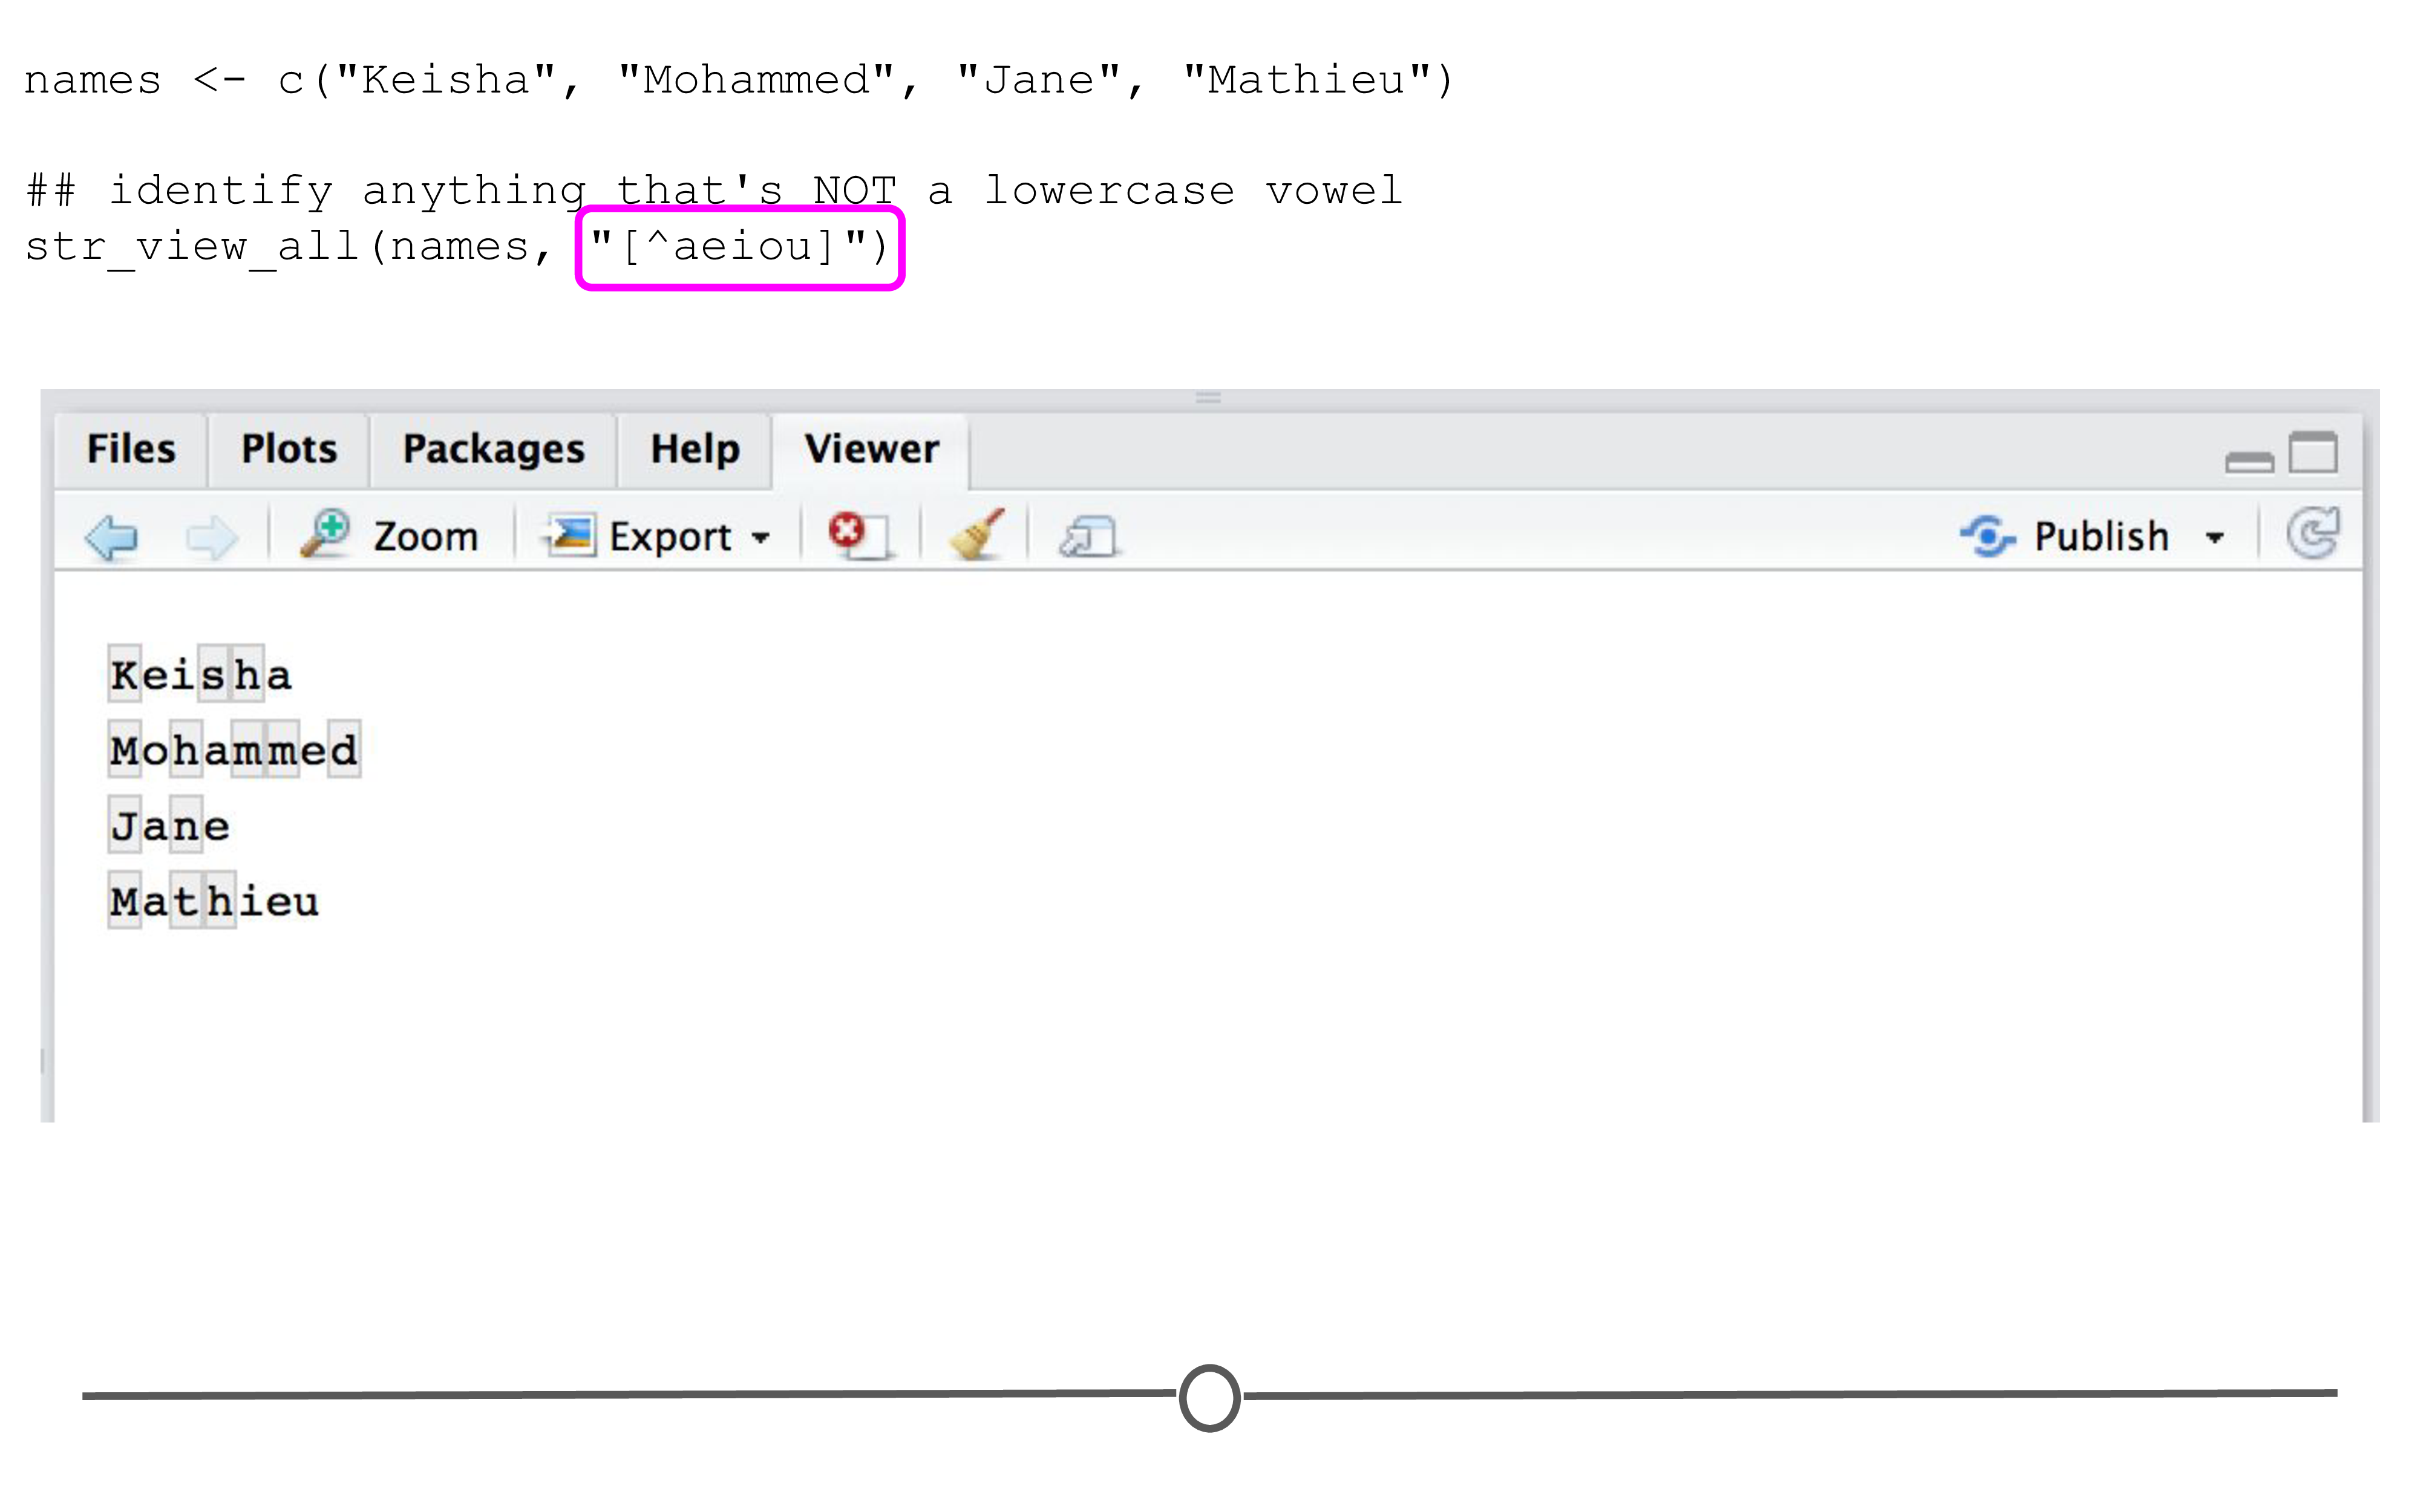 names <- c("Keisha", "Mohammed", "Jane", "Mathieu")
## identify anything that's NOT a lowercase vowel
str_view_all(names, "[^aeiou]")
Files Plots Packages Help Viewer
Zoom Export Publish
Keisha
Mohammed
Jane
Mathieu